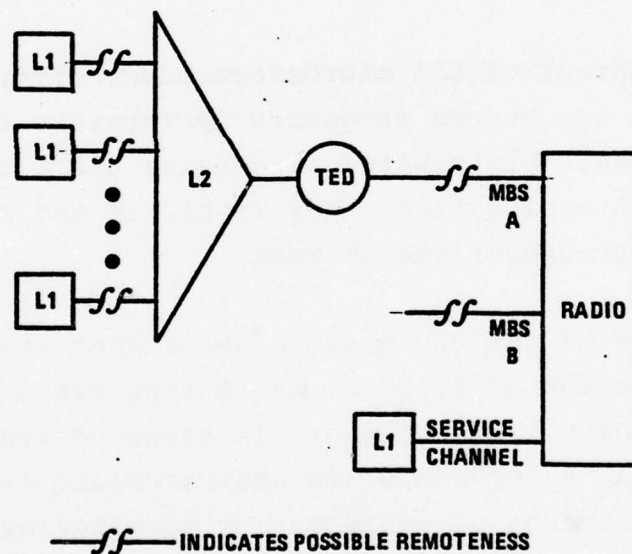 L1
L1
L1
L2
TED
MBS
A
MBS
B
RADIO
L1
SERVICE
CHANNEL
INDICATES POSSIBLE REMOTENESS